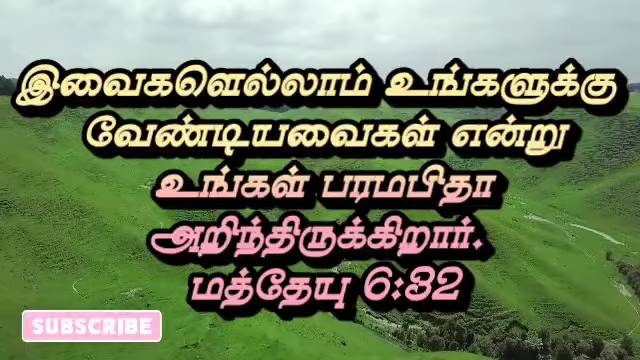 இவைகளெல்லாம் உங்களுக்கு
வேண்டியவைகள் என்று
உங்கள் பரமபிதா
அறிந்திருக்கிறார்.
மத்தேயு 6:32
SUBSCRIBE